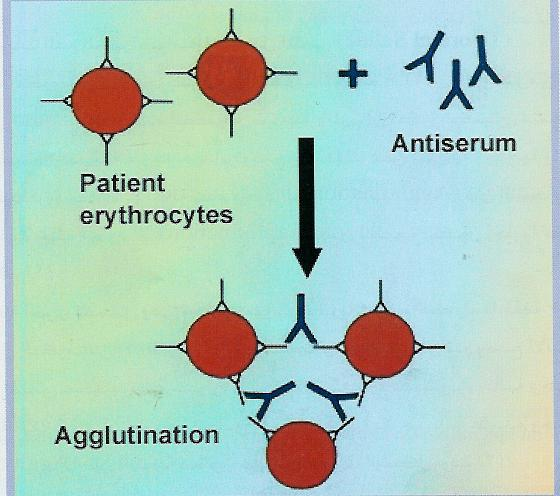 +
Antiserum
Patient
erythrocytes
Agglutination